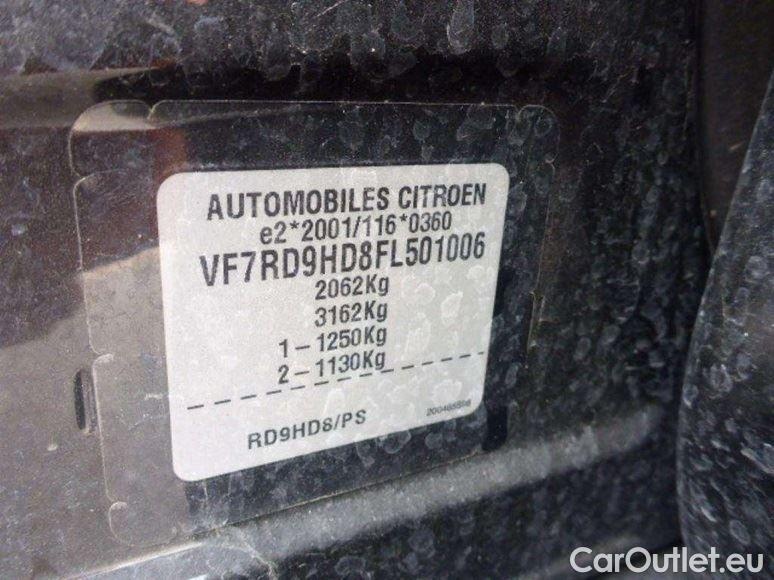 AUTOMOBILES CITROEN
e2*2001/116*0360
VF7RD9HD8FL501006
2062Kg
3162Kg
1-1250Kg
2-1130Kg
RD9HD8/PS
CarOutlet.eu